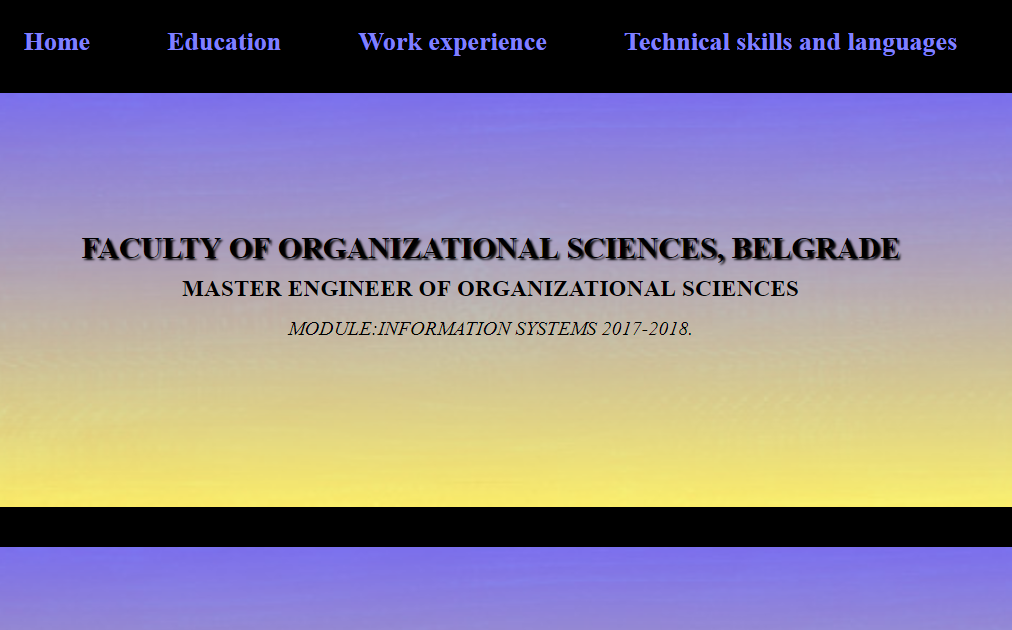 Home Education Work experience Technical skills and languages
FACULTY OF ORGANIZATIONAL SCIENCES, BELGRADE
MASTER ENGINEER OF ORGANIZATIONAL SCIENCES
MODULE:INFORMATION SYSTEMS 2017-2018.